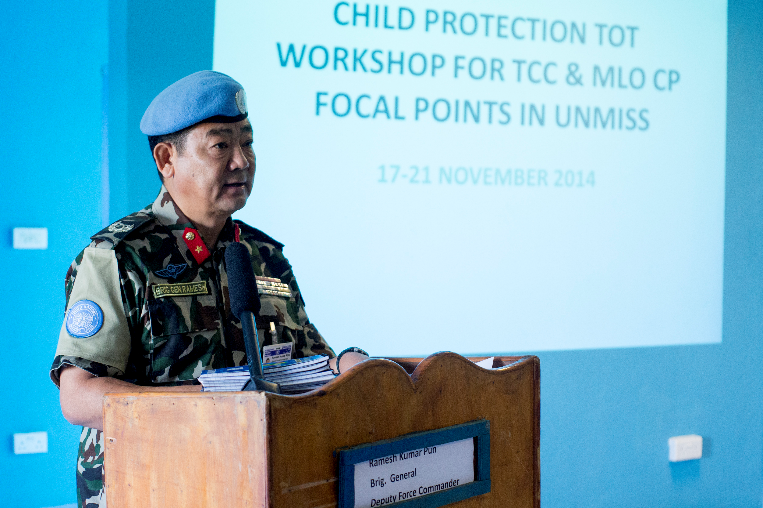 CHILD PROTECTION TOT
WORKSHOP FOR TCC & MLO CP
FOCAL POINTS IN UNMISS
17-21 NOVEMBER 2014
BRIG GEN RAMESH
Ramesh Kumar Pun
Brig, General
Deputy Force Commander